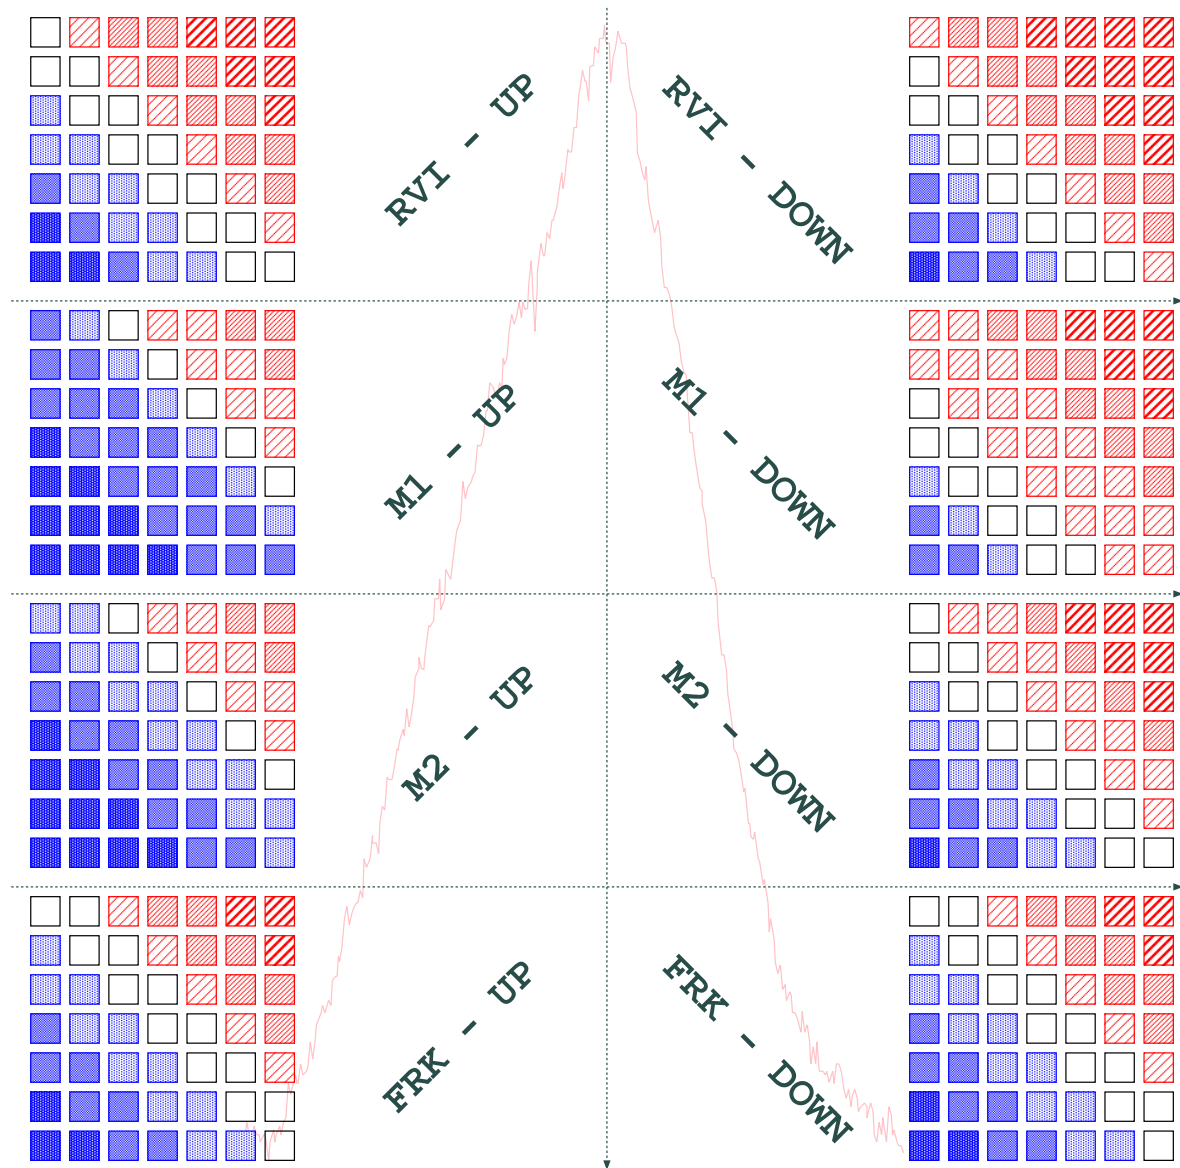 RVI - UP
RVI - DOWN
M1 - UP
M1 - DOWN
M2 - UP
M2 - DOWN
FRK - UP
FRK - DOWN